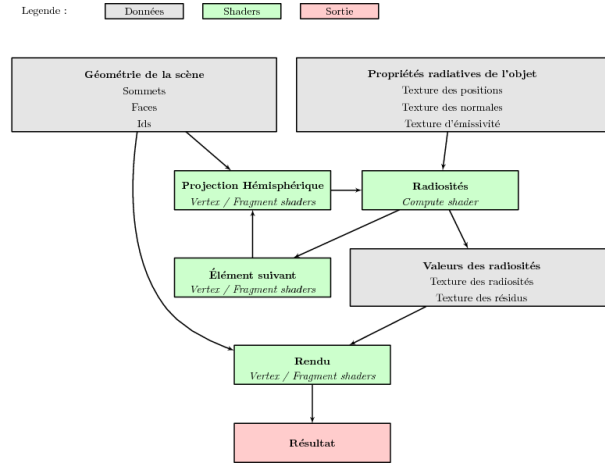 Legende : Données Shaders Sortie
Géométrie de la scène
Sommets
Faces
Ids
Propriétés radiatives de l'objet
Texture des positions
Texture des normales
Texture d'émissivité
Projection Hémisphérique
Vertex / Fragment shaders
Radiosités
Compute shader
Élément suivant
Vertex / Fragment shaders
Valeurs des radiosités
Texture des radiosités
Texture des résidus
Rendu
Vertex / Fragment shaders
Résultat